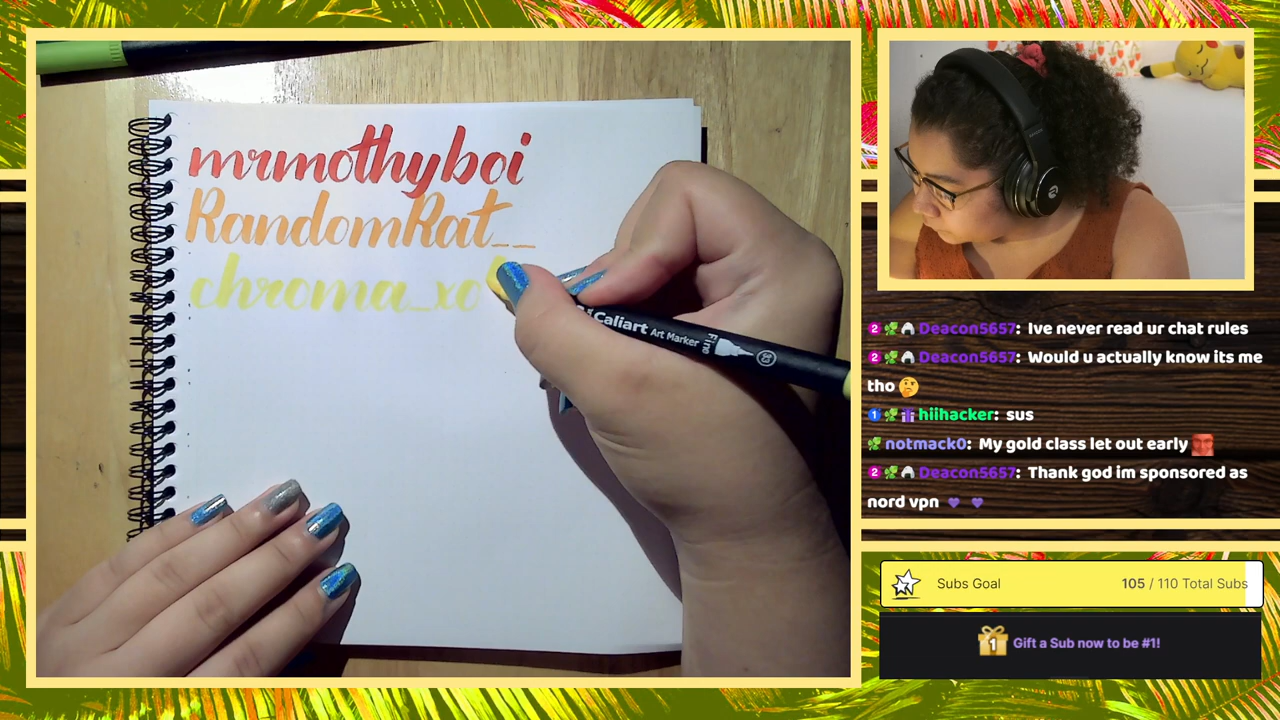 mrmothyboi
RandomRat__
chroma_xo
Caliart Art Marker Fine 32
Deacon5657: Ive never read ur chat rules
Deacon5657: Would u actually know its me
tho 🤔
hiihacker: sus
notmack0: My gold class let out early
Deacon5657: Thank god im sponsored as
nord vpn 💜 💜
Subs Goal 105 / 110 Total Subs
1 Gift a Sub now to be #1!